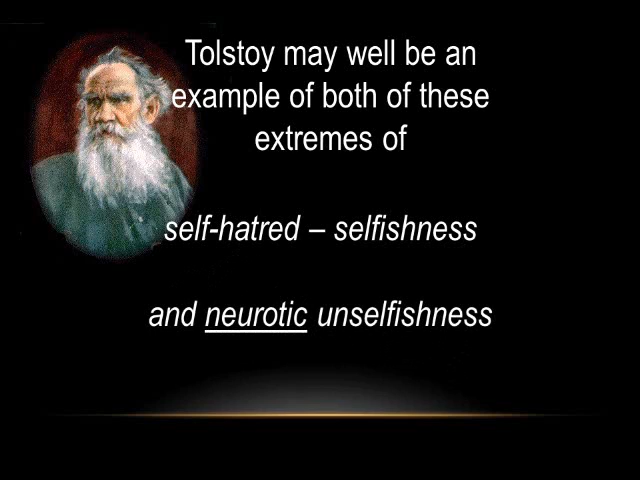 Tolstoy may well be an
example of both of these
extremes of
self-hatred – selfishness
and neurotic unselfishness